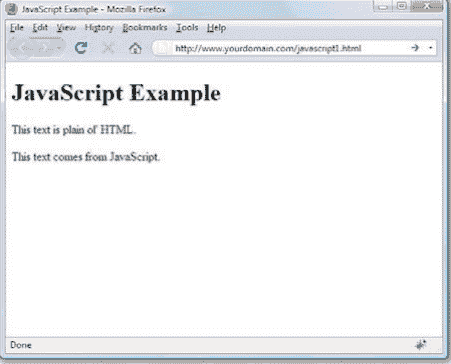 JavaScript Example - Mozilla Firefox
File Edit View History Bookmarks Tools Help
http://www.yourdomain.com/javascript1.html
JavaScript Example
This text is plain of HTML.
This text comes from JavaScript.
Done